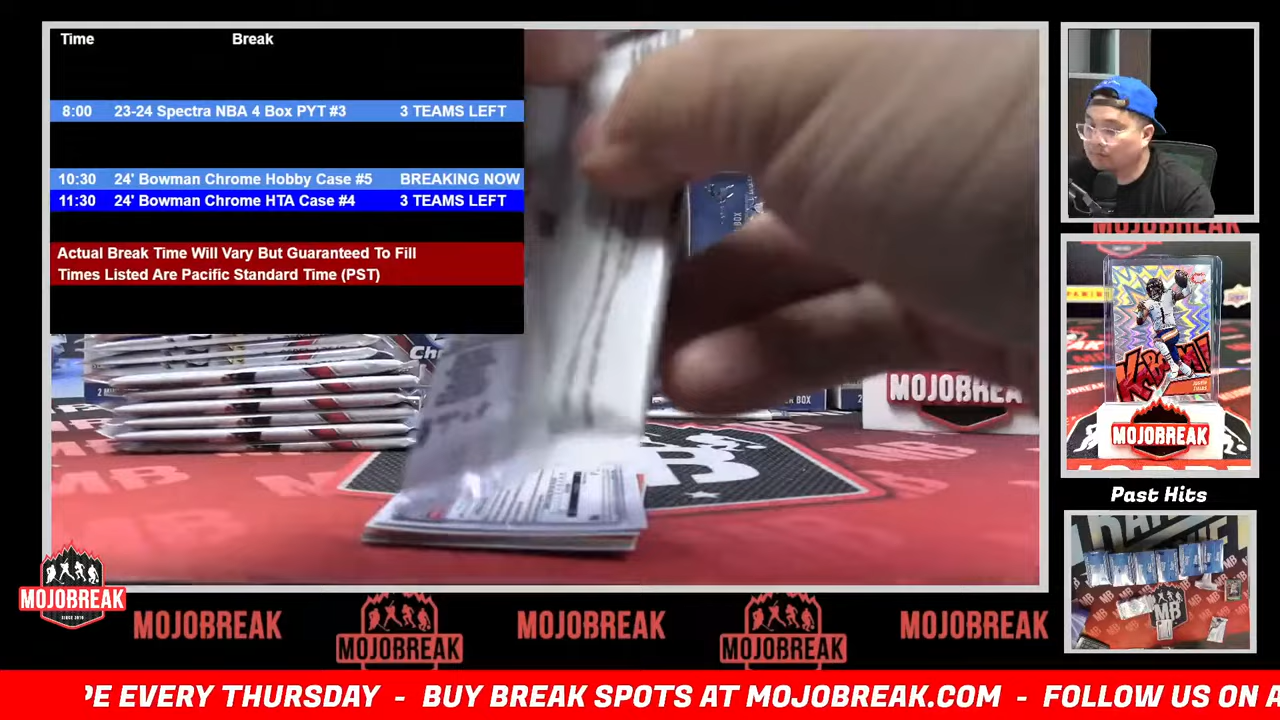 Time Break
8:00 23-24 Spectra NBA 4 Box PYT #3 3 TEAMS LEFT
10:30 24' Bowman Chrome Hobby Case #5 BREAKING NOW
11:30 24' Bowman Chrome HTA Case #4 3 TEAMS LEFT
Actual Break Time Will Vary But Guaranteed To Fill
Times Listed Are Pacific Standard Time (PST)
MOJOBREAK
MB
BOX
MOJOBREAK
Past Hits
MB
MOJOBREAK
MOJOBREAK
MOJOBREAK
MOJOBREAK
MOJOBREAK
MOJOBREAK
EVERY THURSDAY - BUY BREAK SPOTS AT MOJOBREAK.COM - FOLLOW US ON